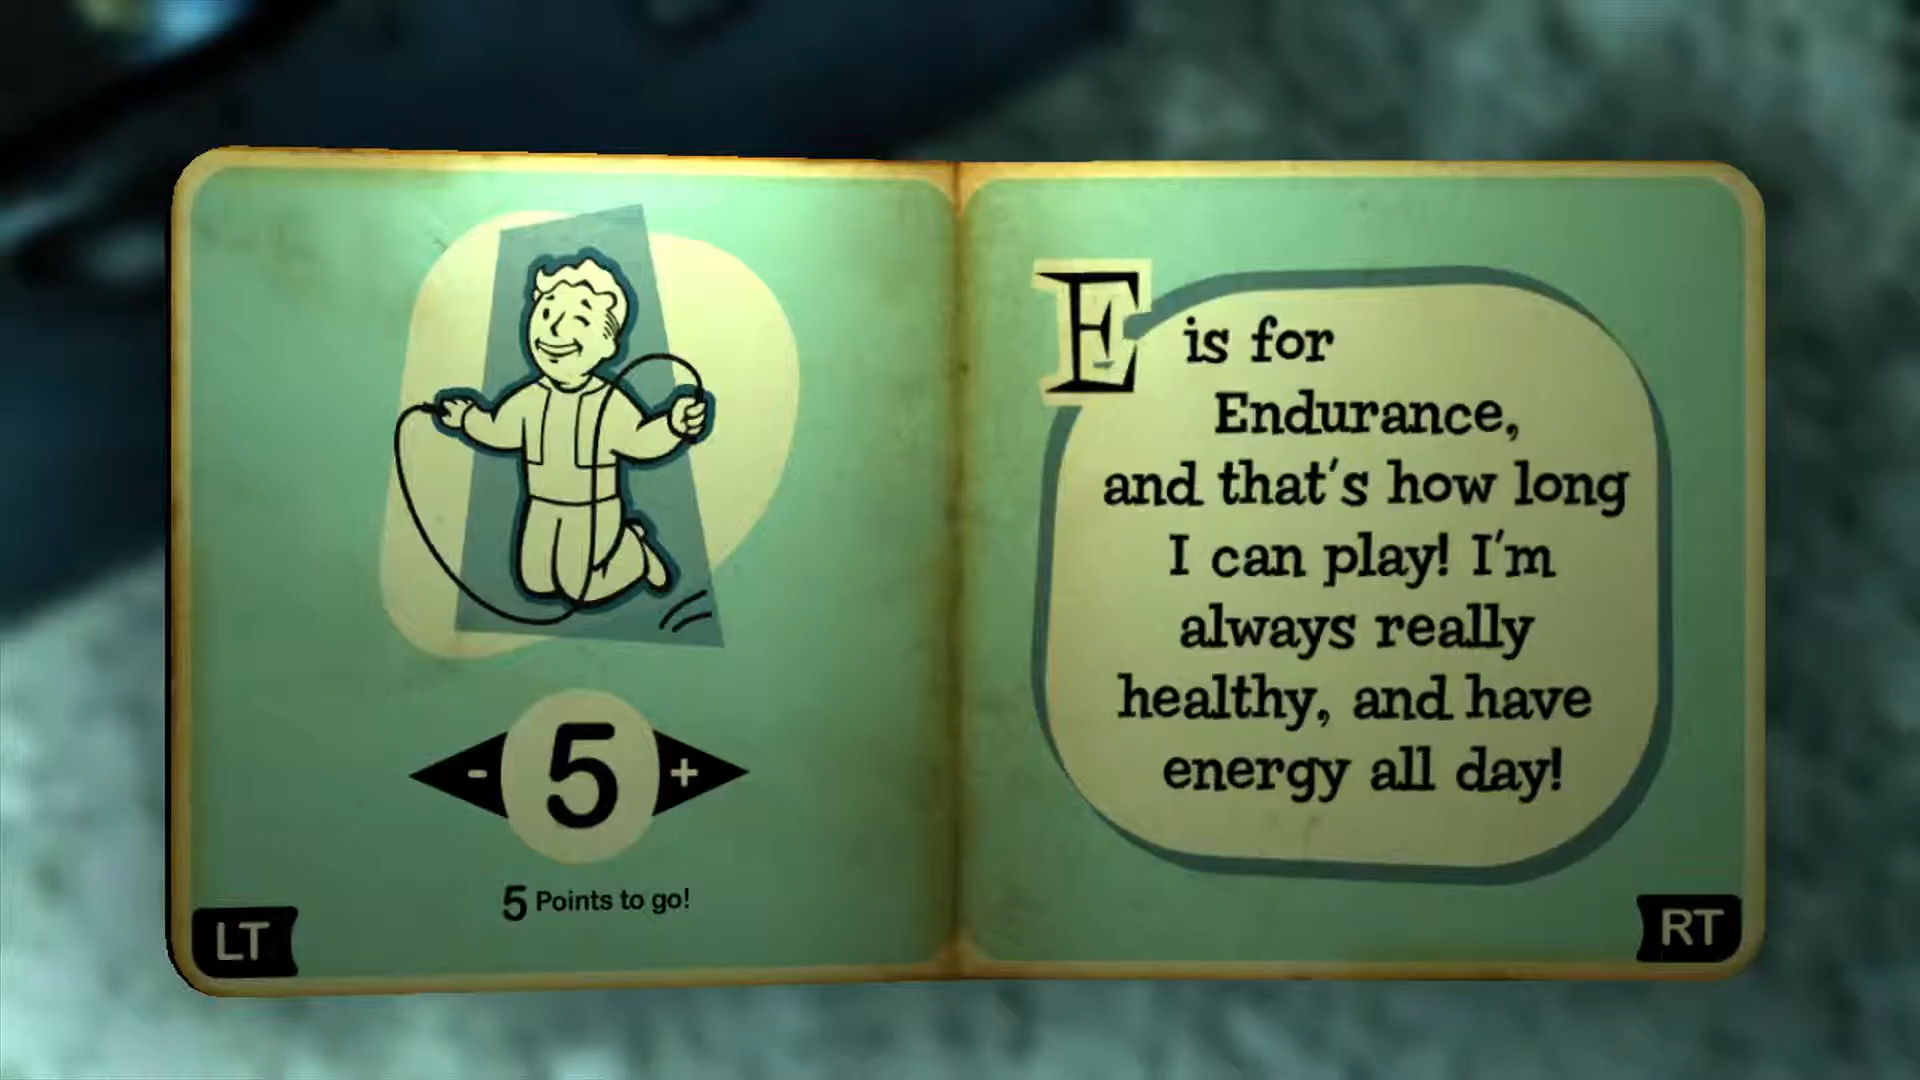 - 5 +
5 Points to go!
LT
E is for
Endurance,
and that's how long
I can play! I'm
always really
healthy, and have
energy all day!
RT